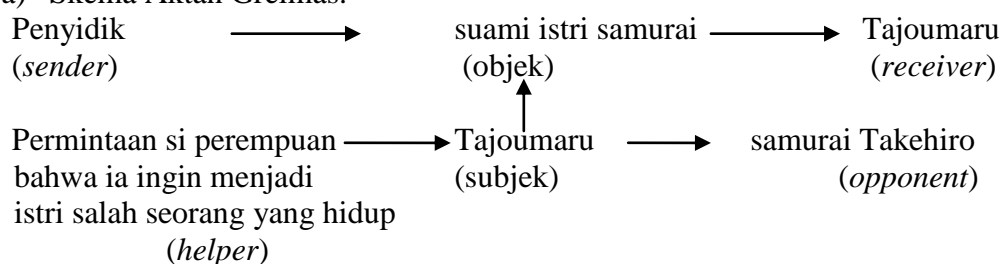 a) Skema Aktan Greimas:
Penyidik suami istri samurai Tajoumaru
(sender) (objek) (receiver)
Permintaan si perempuan Tajoumaru samurai Takehiro
bahwa ia ingin menjadi (subjek) (opponent)
istri salah seorang yang hidup
(helper)